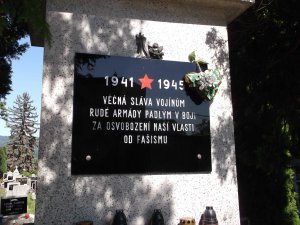 1941 ★ 1945
VĚČNÁ SLÁVA VOJÍNŮM
RUDÉ ARMÁDY PADLÝM V BOJI
ZA OSVOBOZENÍ NAŠÍ VLASTI
OD FAŠISMU